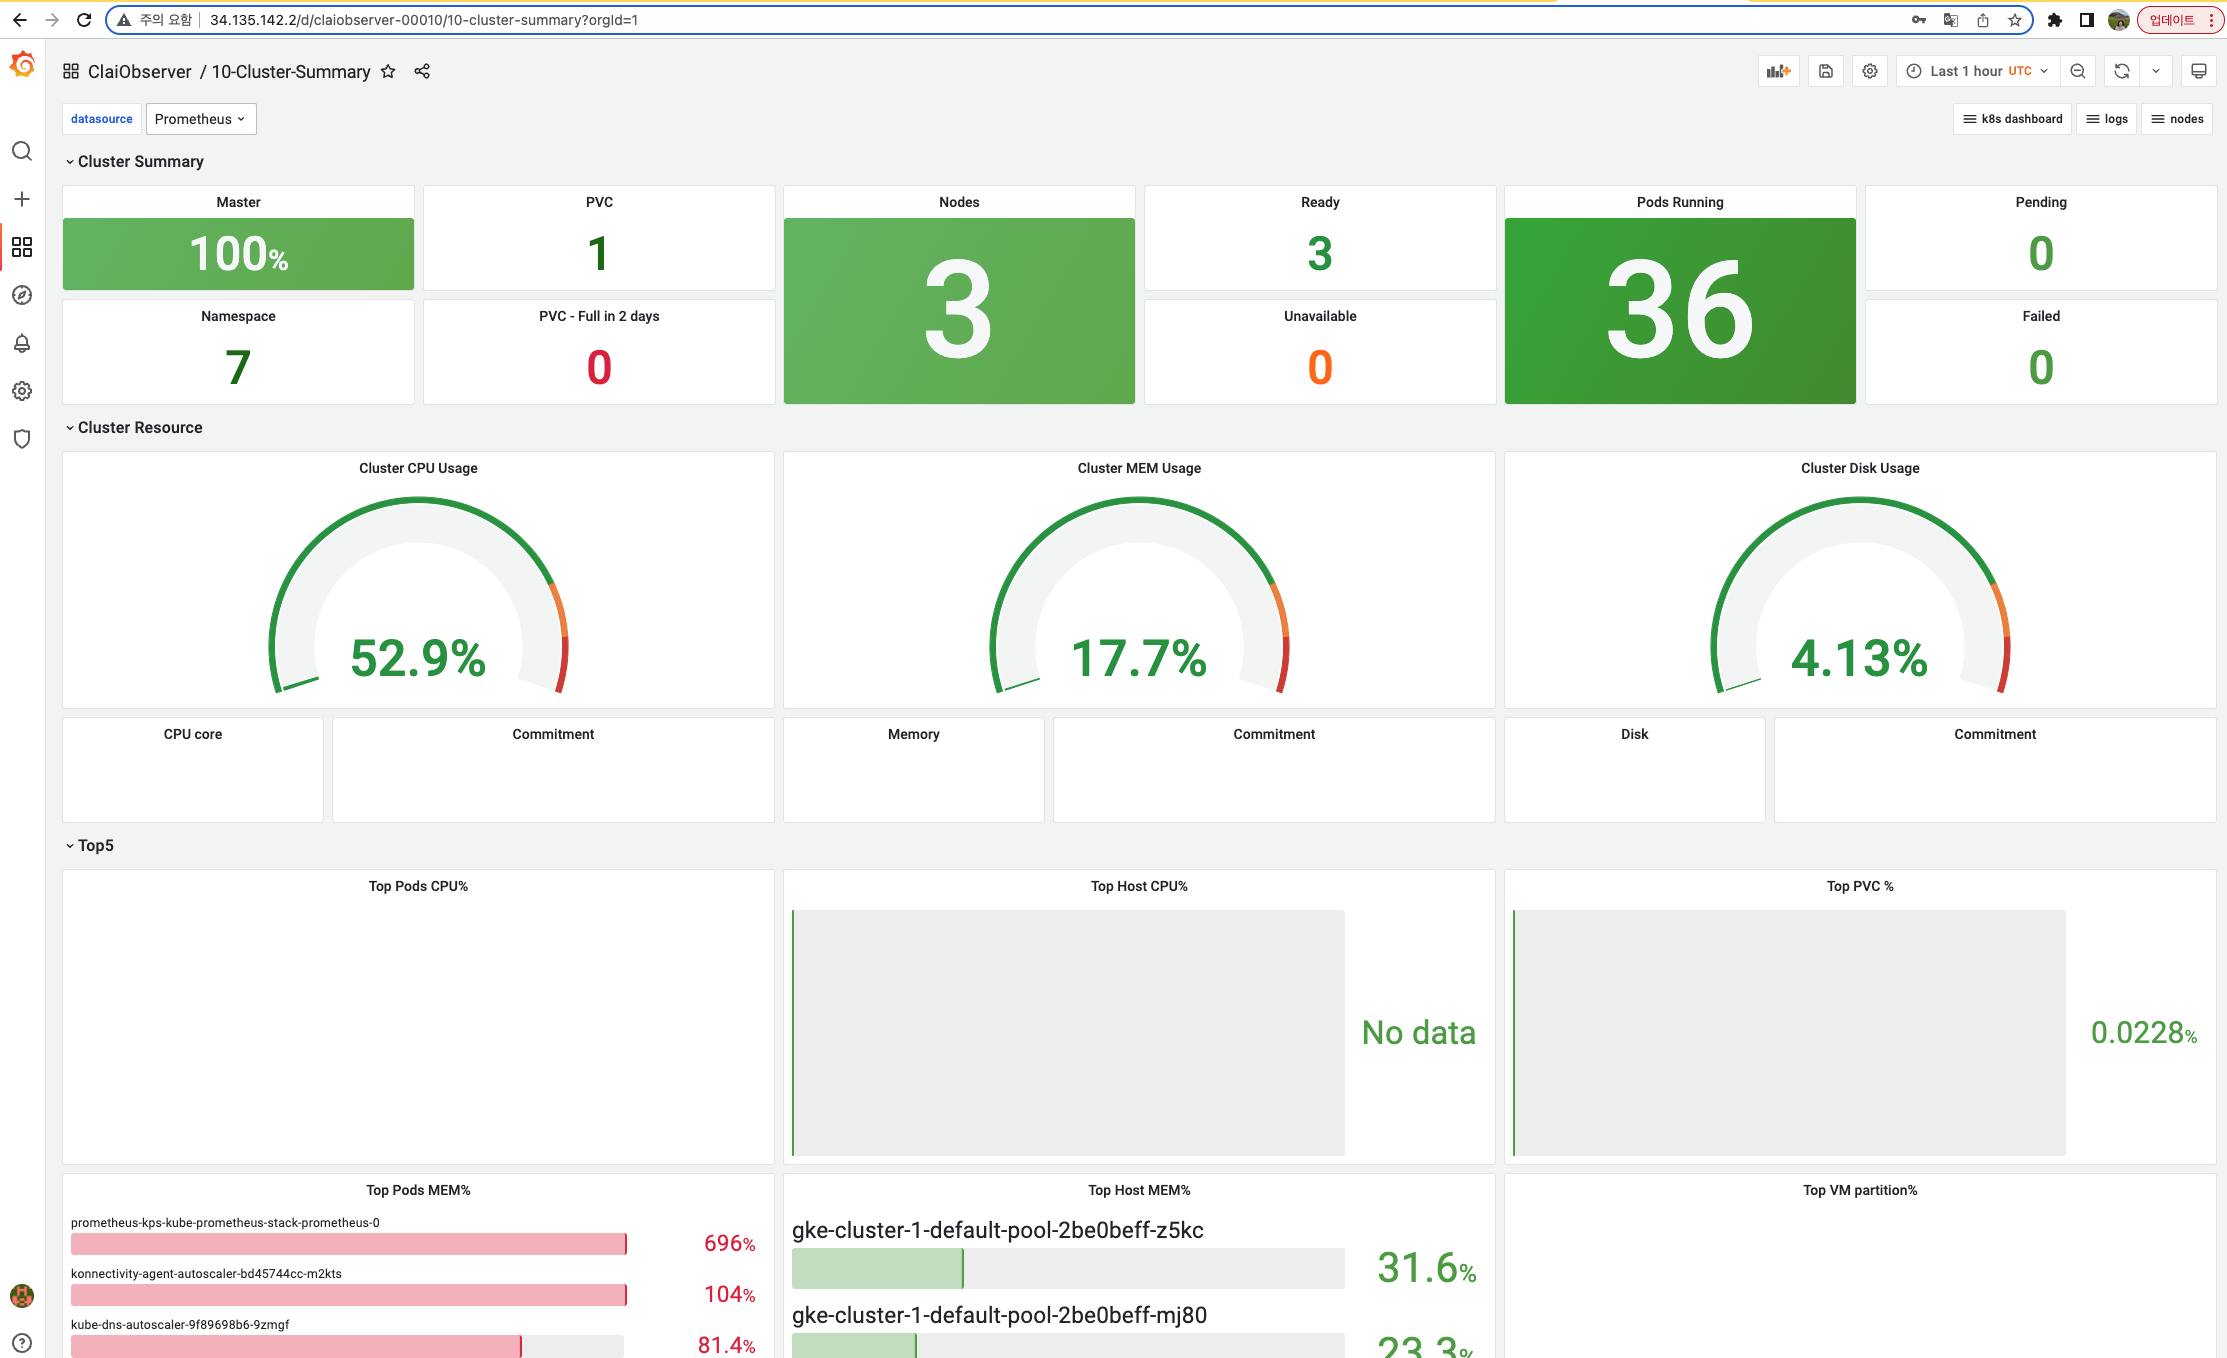 주의 요함 34.135.142.2/d/claiobserver-00010/10-cluster-summary?orgId=1 업데이트
ClaiObserver / 10-Cluster-Summary Last 1 hour UTC
datasource Prometheus k8s dashboard logs nodes
Cluster Summary
Master PVC Nodes Ready Pods Running Pending
100% 1 3 3 36 0
Namespace PVC - Full in 2 days Unavailable Failed
7 0 0 0
Cluster Resource
Cluster CPU Usage Cluster MEM Usage Cluster Disk Usage
52.9% 17.7% 4.13%
CPU core Commitment Memory Commitment Disk Commitment
Top5
Top Pods CPU% Top Host CPU% Top PVC %
No data 0.0228%
Top Pods MEM% Top Host MEM% Top VM partition%
prometheus-kps-kube-prometheus-stack-prometheus-0
696%
konnectivity-agent-autoscaler-bd45744cc-m2kts
104%
kube-dns-autoscaler-9f89698b6-9zmgf
81.4%
gke-cluster-1-default-pool-2be0beff-z5kc
31.6%
gke-cluster-1-default-pool-2be0beff-mj80
23.3%